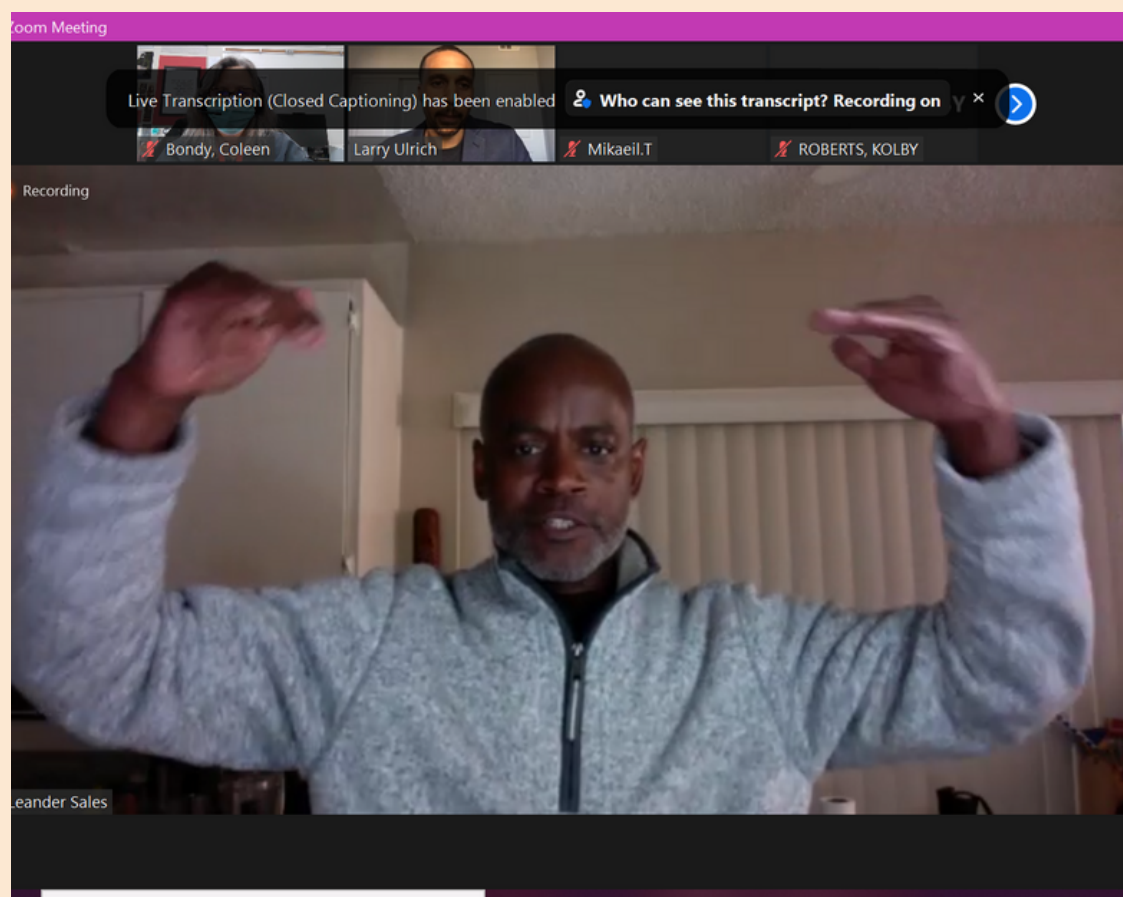 Zoom Meeting
Live Transcription (Closed Captioning) has been enabled
Who can see this transcript? Recording on
Y
Bondy, Coleen
Larry Ulrich
Mikaeil.T
ROBERTS, KOLBY
Recording
Leander Sales